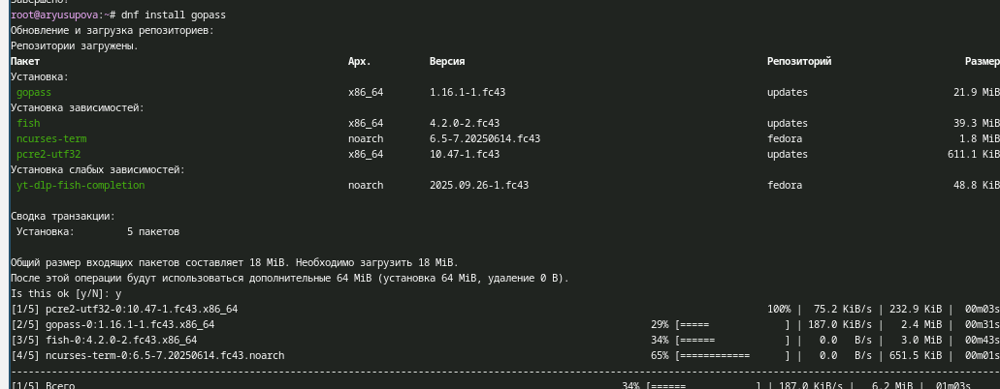 Завершено!
root@aryusupova:~# dnf install gopass
Обновление и загрузка репозиториев:
Репозитории загружены.
Пакет Арх. Версия Репозиторий Размер
Установка:
gopass x86_64 1.16.1-1.fc43 updates 21.9 MiB
Установка зависимостей:
fish x86_64 4.2.0-2.fc43 updates 39.3 MiB
ncurses-term noarch 6.5-7.20250614.fc43 fedora 1.8 MiB
pcre2-utf32 x86_64 10.47-1.fc43 updates 611.1 KiB
Установка слабых зависимостей:
yt-dlp-fish-completion noarch 2025.09.26-1.fc43 fedora 48.8 KiB
Сводка транзакции:
Установка: 5 пакетов
Общий размер входящих пакетов составляет 18 MiB. Необходимо загрузить 18 MiB.
После этой операции будут использоваться дополнительные 64 MiB (установка 64 MiB, удаление 0 B).
Is this ok [y/N]: y
[1/5] pcre2-utf32-0:10.47-1.fc43.x86_64 100% | 75.2 KiB/s | 232.9 KiB | 00m03s
[2/5] gopass-0:1.16.1-1.fc43.x86_64 29% [===== ] | 187.0 KiB/s | 2.4 MiB | 00m31s
[3/5] fish-0:4.2.0-2.fc43.x86_64 34% [====== ] | 0.0 B/s | 3.0 MiB | 00m43s
[4/5] ncurses-term-0:6.5-7.20250614.fc43.noarch 65% [============ ] | 0.0 B/s | 651.5 KiB | 00m01s
[1/5] Всего 34% [====== ] | 187.0 KiB/s | 6.2 MiB | 01m03s